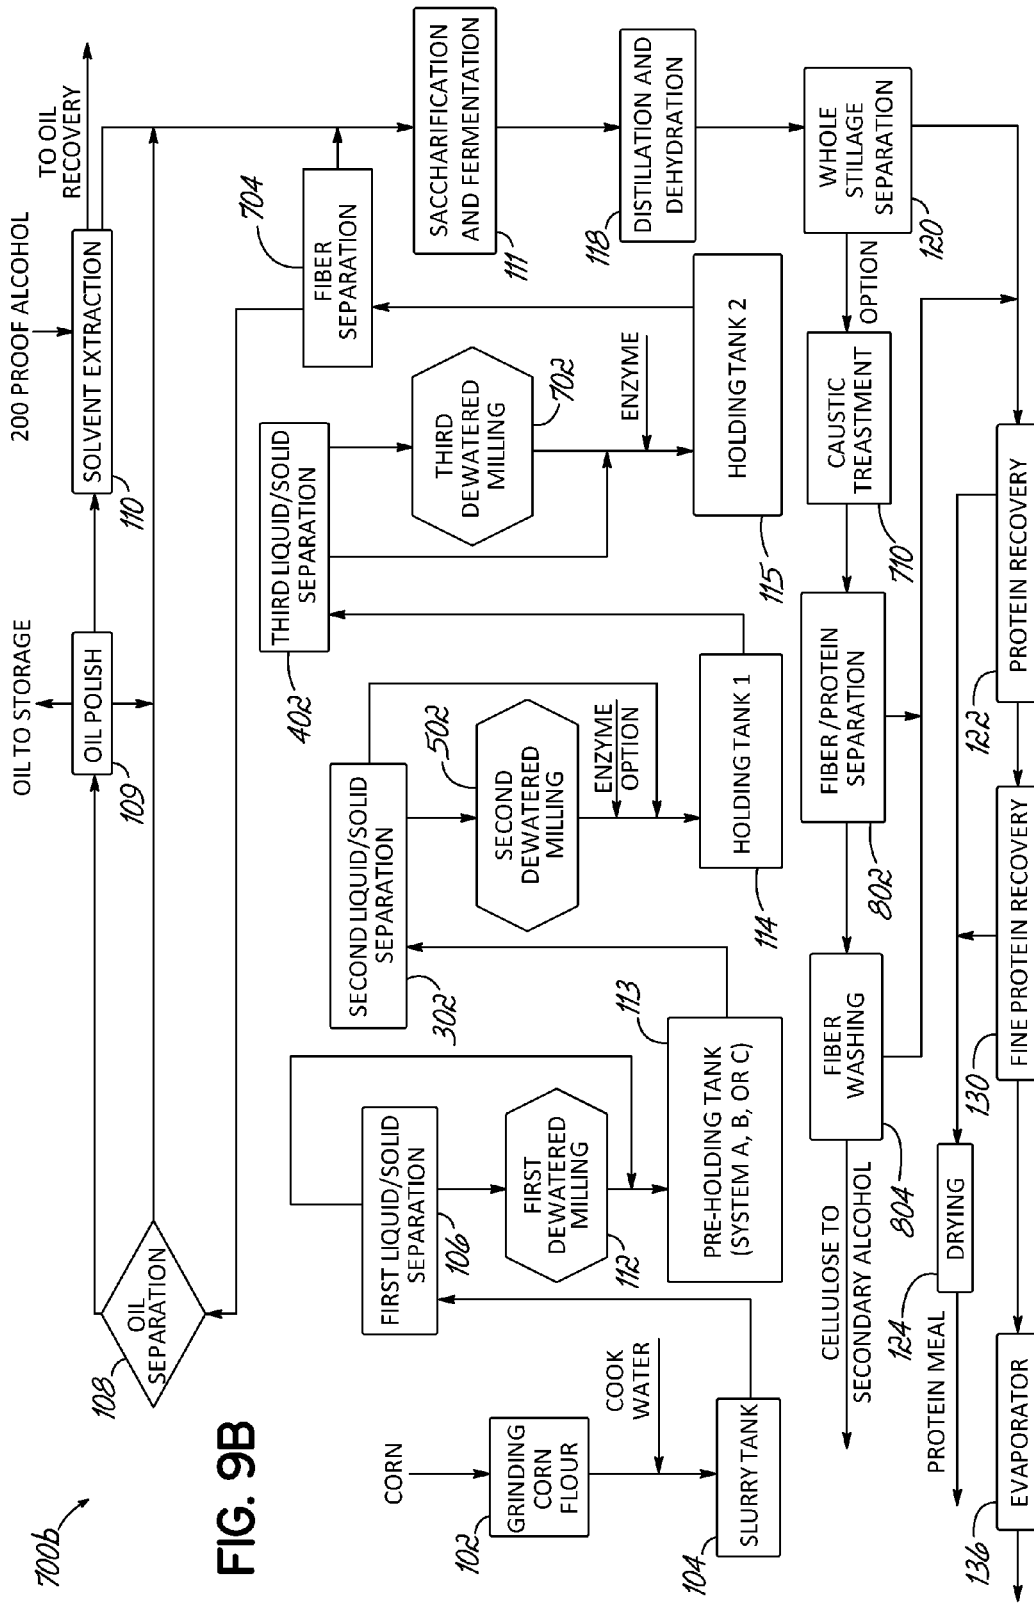 700b
FIG. 9B
CORN
102
GRINDING
CORN
FLOUR
COOK
WATER
104
SLURRY TANK
108
OIL
SEPARATION
OIL TO STORAGE
109
OIL POLISH
200 PROOF ALCOHOL
110
SOLVENT EXTRACTION
TO OIL
RECOVERY
FIRST LIQUID/SOLID
SEPARATION
106
FIRST
DEWATERED
MILLING
112
113
PRE-HOLDING TANK
(SYSTEM A, B, OR C)
SECOND LIQUID/SOLID
SEPARATION
302
502
SECOND
DEWATERED
MILLING
ENZYME
OPTION
HOLDING TANK 1
114
THIRD LIQUID/SOLID
SEPARATION
402
THIRD
DEWATERED
MILLING
702
ENZYME
HOLDING TANK 2
115
704
FIBER
SEPARATION
SACCHARIFICATION
AND FERMENTATION
111
118
DISTILLATION AND
DEHYDRATION
WHOLE
STILLAGE
SEPARATION
120
OPTION
CAUSTIC
TREASTMENT
710
FIBER/PROTEIN
SEPARATION
802
FIBER
WASHING
804
CELLULOSE TO
SECONDARY ALCOHOL
PROTEIN RECOVERY
122
FINE PROTEIN RECOVERY
130
DRYING
124
PROTEIN MEAL
EVAPORATOR
136